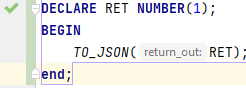 DECLARE RET NUMBER(1);
BEGIN
TO_JSON( return_out: RET);
end;